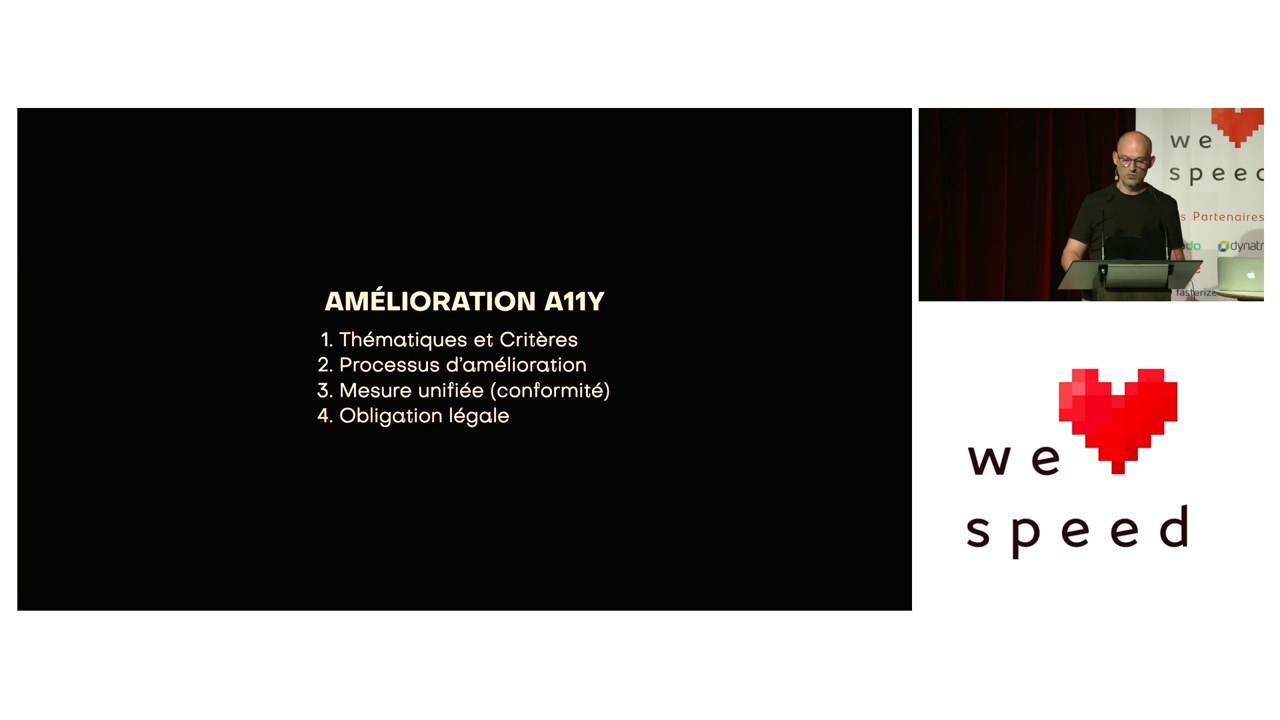 AMÉLIORATION A11Y
1. Thématiques et Critères
2. Processus d'amélioration
3. Mesure unifiée (conformité)
4. Obligation légale
we
speed
Partenaires
fasterize
we
speed